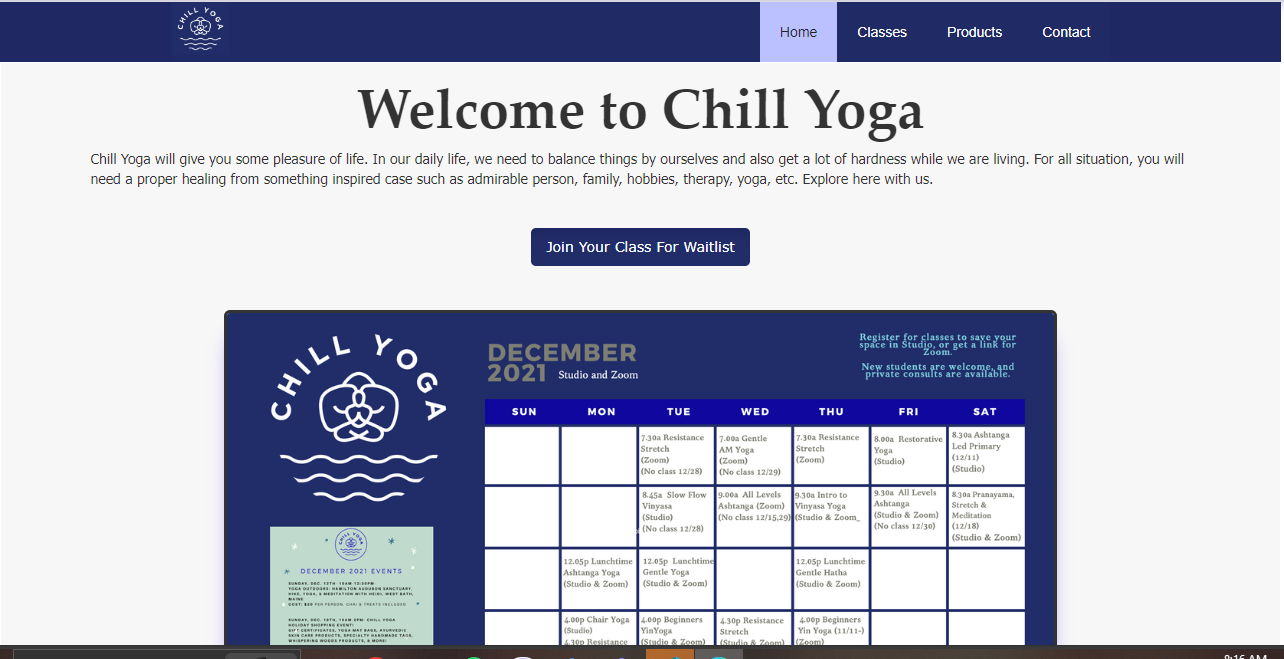 CHILL YOGA
Home Classes Products Contact
Welcome to Chill Yoga
Chill Yoga will give you some pleasure of life. In our daily life, we need to balance things by ourselves and also get a lot of hardness while we are living. For all situation, you will
need a proper healing from something inspired case such as admirable person, family, hobbies, therapy, yoga, etc. Explore here with us.
Join Your Class For Waitlist
CHILL YOGA
DECEMBER
2021 Studio and Zoom
Register for classes to save your
space in Studio, or get a link for
Zoom.
New students are welcome, and
private consults are available.
SUN MON TUE WED THU FRI SAT
7.30a Resistance
Stretch
(Zoom)
(No class 12/28)
7.00a Gentle
AM Yoga
(Zoom)
(No class 12/29)
7.30a Resistance
Stretch
(Zoom)
8.00a Restorative
Yoga
(Studio)
8.30a Ashtanga
Led Primary
(12/11)
(Studio)
8.45a Slow Flow
Vinyasa
(Studio)
(No class 12/28)
9.00a All Levels
Ashtanga (Zoom)
(No class 12/15,29)
9.30a Intro to
Vinyasa Yoga
(Studio & Zoom_
9.30a All Levels
Ashtanga
(Studio & Zoom)
(No class 12/30)
8.30a Pranayama,
Stretch &
Meditation
(12/18)
(Studio & Zoom)
12.05p Lunchtime
Ashtanga Yoga
(Studio & Zoom)
12.05p Lunchtime
Gentle Yoga
(Studio & Zoom)
12.05p Lunchtime
Gentle Hatha
(Studio & Zoom)
4.00p Chair Yoga
(Studio)
4.30p Resistance
4.00p Beginners
YinYoga
(Studio & Zoom)
4.30p Resistance
Stretch
(Studio & Zoom)
4.00p Beginners
Yin Yoga (11/11-)
(Zoom)
CHILL YOGA
DECEMBER 2021 EVENTS
SUNDAY, DEC. 12TH: 10AM-12:30PM:
YOGA OUTDOORS: HAMILTON AUDUBON SANCTUARY
HIKE, YOGA, & MEDITATION WITH HEIDI, WEST BATH,
MAINE
COST: $25 PER PERSON, CHAI & TREATS INCLUDED
SUNDAY, DEC. 19TH, 10AM-2PM: CHILL YOGA
HOLIDAY SHOPPING EVENT!
GIFT CERTIFICATES, YOGA MAT BAGS, AYURVEDIC
SKIN CARE PRODUCTS, SPECIALTY HANDMADE TAGS,
WHISPERING WOODS PRODUCTS, & MORE!
8:16 AM